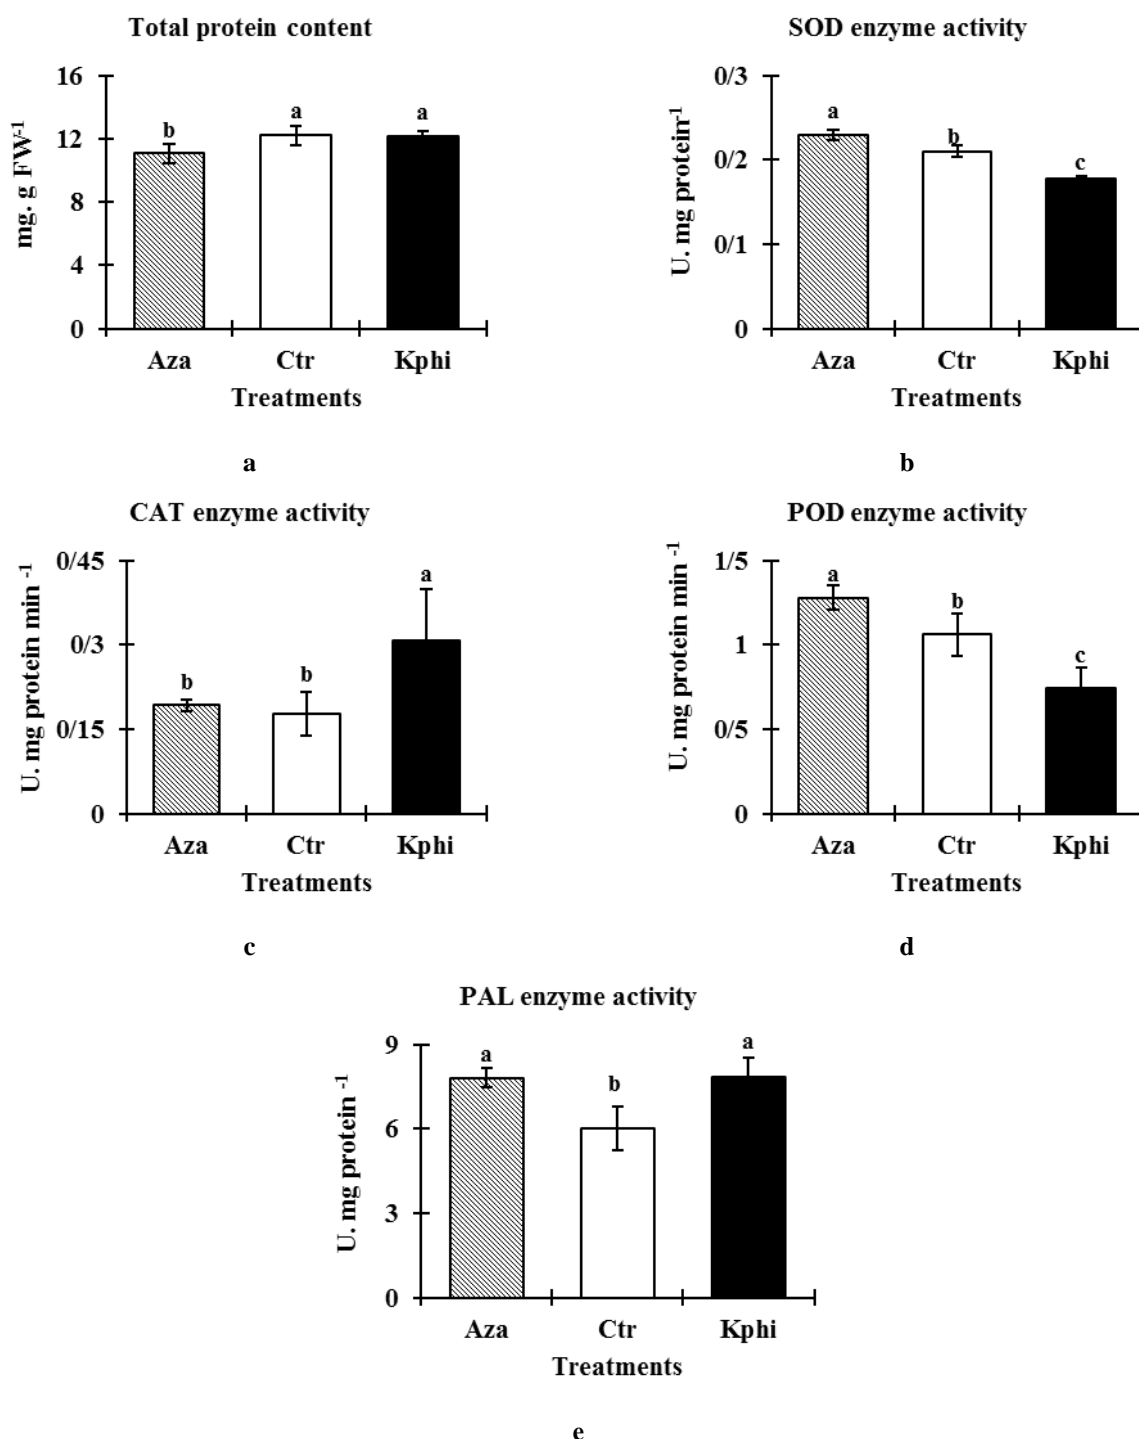 Total protein content
mg. g FW-1
16
12
8
4
0
b
a
a
Aza Ctr Kphi
Treatments
a
SOD enzyme activity
U. mg protein-1
0/3
0/2
0/1
0
a
b
c
Aza Ctr Kphi
Treatments
b
CAT enzyme activity
U. mg protein min -1
0/45
0/3
0/15
0
b
b
a
Aza Ctr Kphi
Treatments
c
POD enzyme activity
U. mg protein min -1
1/5
1
0/5
0
a
b
c
Aza Ctr Kphi
Treatments
d
PAL enzyme activity
U. mg protein -1
9
6
3
0
a
b
a
Aza Ctr Kphi
Treatments
e